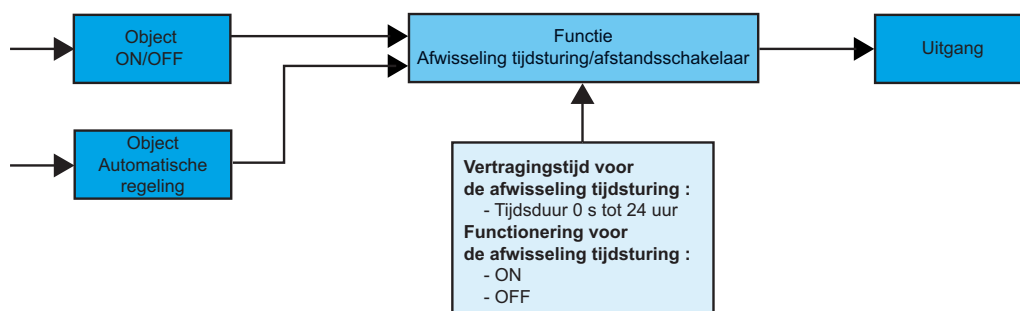 Object
ON/OFF
Functie
Afwisseling tijdsturing/afstandsschakelaar
Uitgang
Object
Automatische
regeling
Vertragingstijd voor
de afwisseling tijdsturing :
- Tijdsduur 0 s tot 24 uur
Functionering voor
de afwisseling tijdsturing :
- ON
- OFF